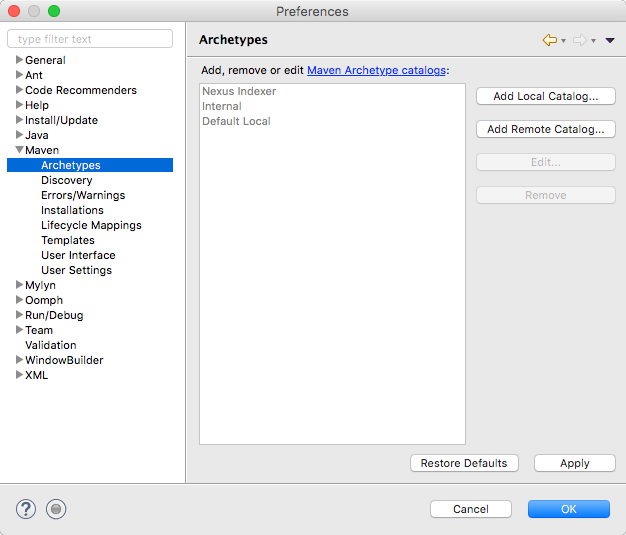 Preferences
type filter text
General
Ant
Code Recommenders
Help
Install/Update
Java
Maven
Archetypes
Discovery
Errors/Warnings
Installations
Lifecycle Mappings
Templates
User Interface
User Settings
Mylyn
Oomph
Run/Debug
Team
Validation
WindowBuilder
XML
Archetypes
Add, remove or edit Maven Archetype catalogs:
Nexus Indexer
Internal
Default Local
Add Local Catalog...
Add Remote Catalog...
Edit...
Remove
Restore Defaults
Apply
?
Cancel
OK